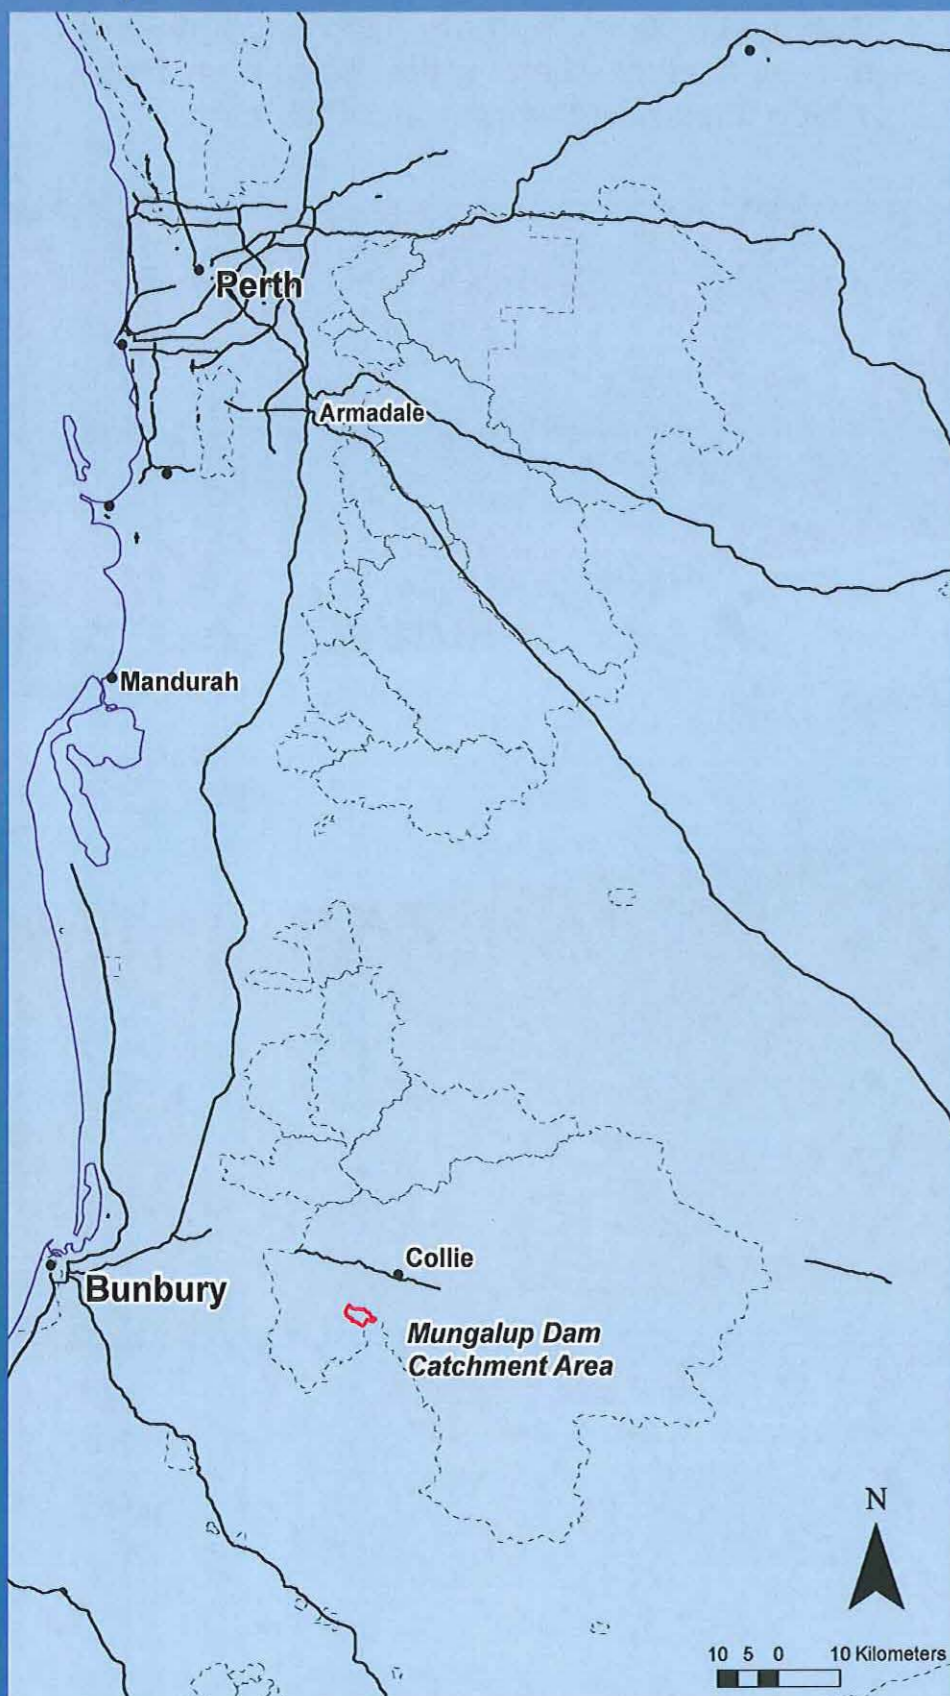 Perth
Armadale
Mandurah
Collie
Bunbury
Mungalup Dam
Catchment Area
N
10 5 0 10 Kilometers